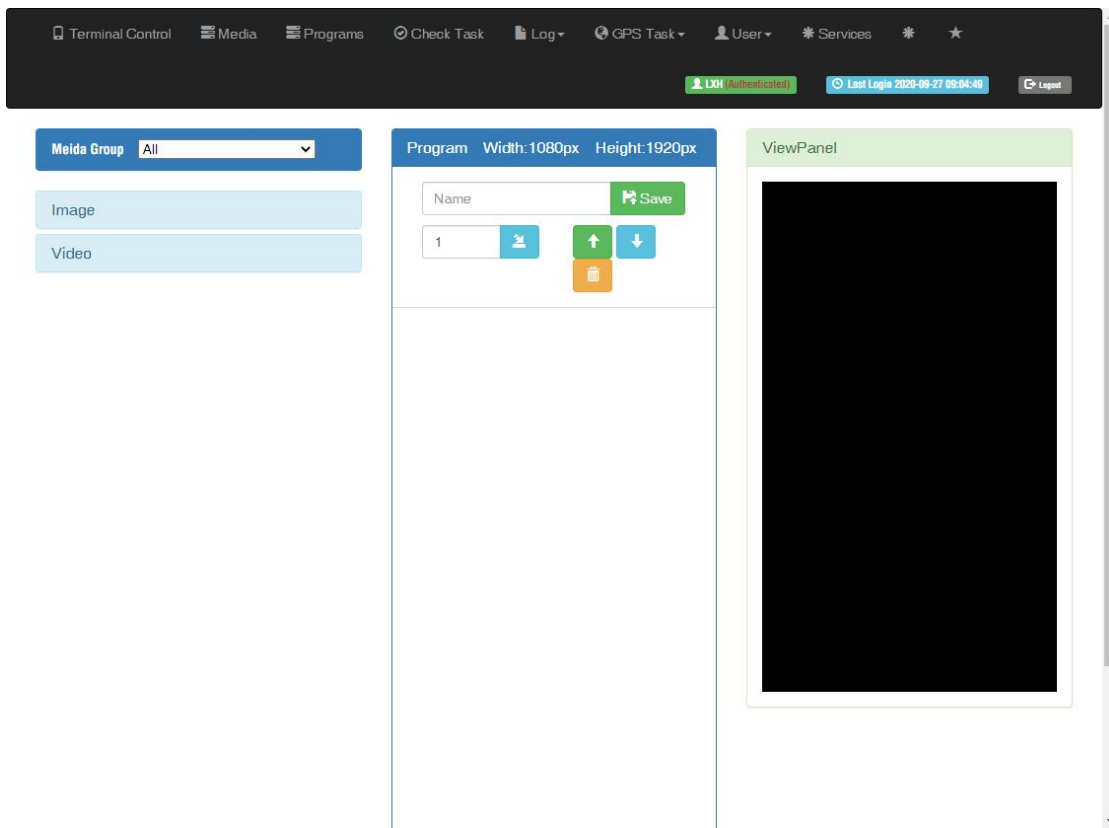 Terminal Control Media Programs Check Task Log GPS Task User Services
LXH (Authenticated) Last Login 2020-09-27 09:04:49 Logout
Meida Group All
Image
Video
Program Width:1080px Height:1920px
Name Save
1
ViewPanel